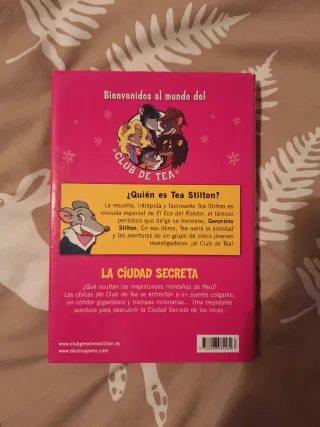 Bienvenidos al mundo del
CLUB DE TEA
¿Quién es Tea Stilton?
La resuelta, intrépida y fascinante Tea Stilton es
enviada especial de El Eco del Roedor, el famoso
periódico que dirige su hermano, Geronimo
Stilton. En sus libros, Tea narra la amistad
y las aventuras de un grupo de cinco jóvenes
investigadoras: ¡el Club de Tea!
LA CIUDAD SECRETA
¿Qué ocultan las majestuosas montañas de Perú?
Las chicas del Club de Tea se enfrentan a un puente colgante,
un cóndor gigantesco y trampas milenarias... Una trepidante
aventura para descubrir la Ciudad Secreta de los Incas.
www.clubgeronimostilton.es
www.destinojoven.com